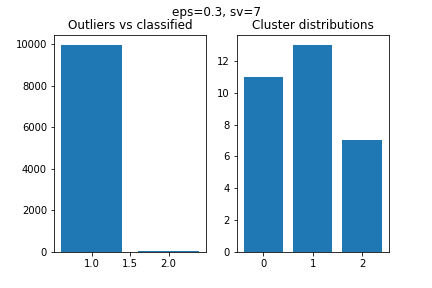 eps=0.3, sv=7
Outliers vs classified
10000
8000
6000
4000
2000
0
1.0 1.5 2.0
Cluster distributions
12
10
8
6
4
2
0
0 1 2